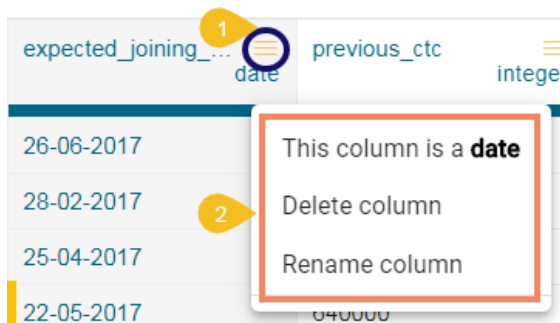 1
expected_joining_... previous_ctc
date intege
26-06-2017 This column is a date
28-02-2017 Delete column
2
25-04-2017 Rename column
22-05-2017 640000